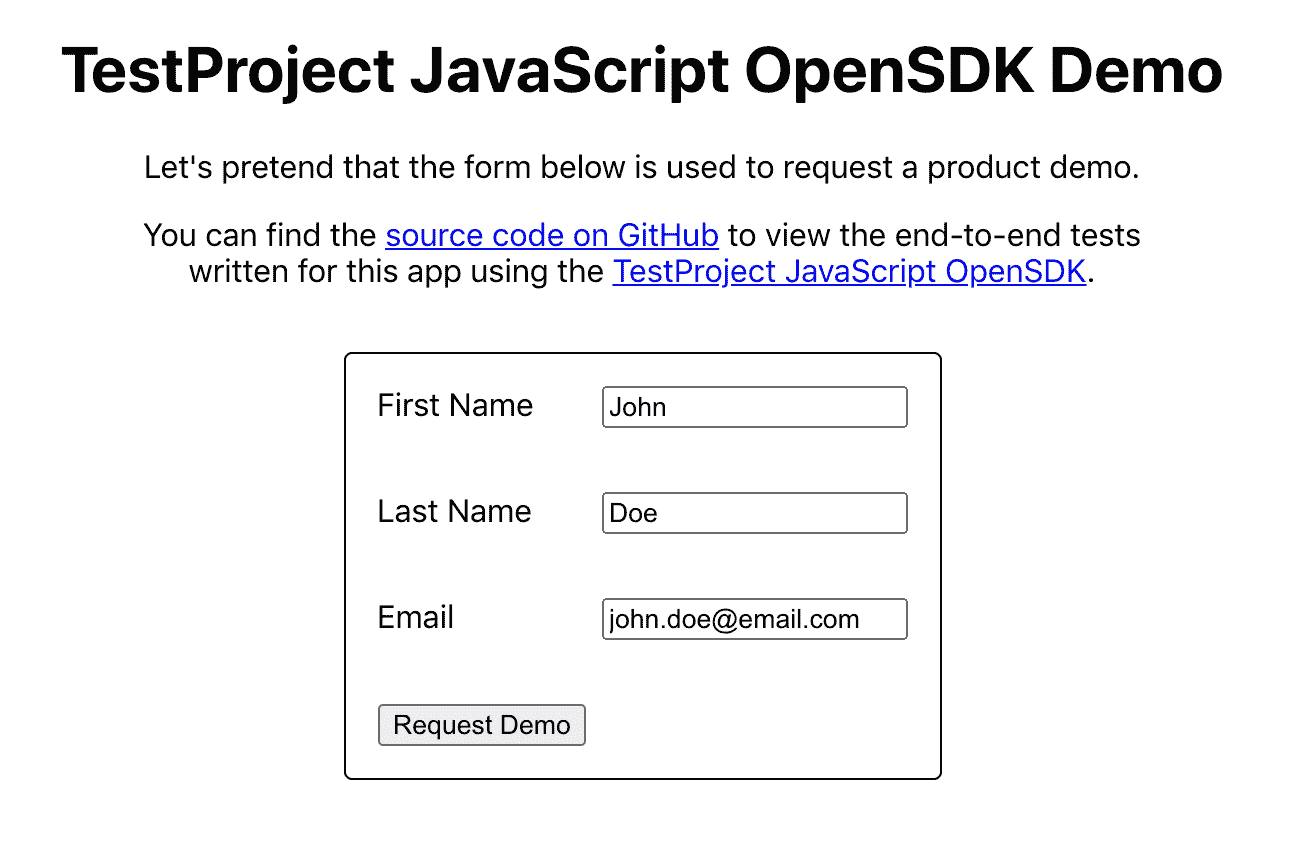 TestProject JavaScript OpenSDK Demo
Let's pretend that the form below is used to request a product demo.
You can find the source code on GitHub to view the end-to-end tests
written for this app using the TestProject JavaScript OpenSDK.
First Name John
Last Name Doe
Email john.doe@email.com
Request Demo